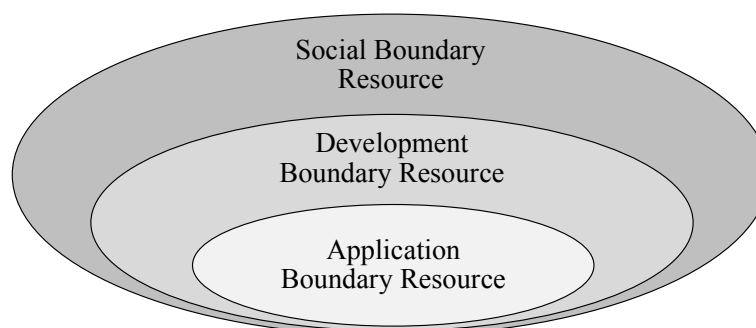 Social Boundary
Resource
Development
Boundary Resource
Application
Boundary Resource